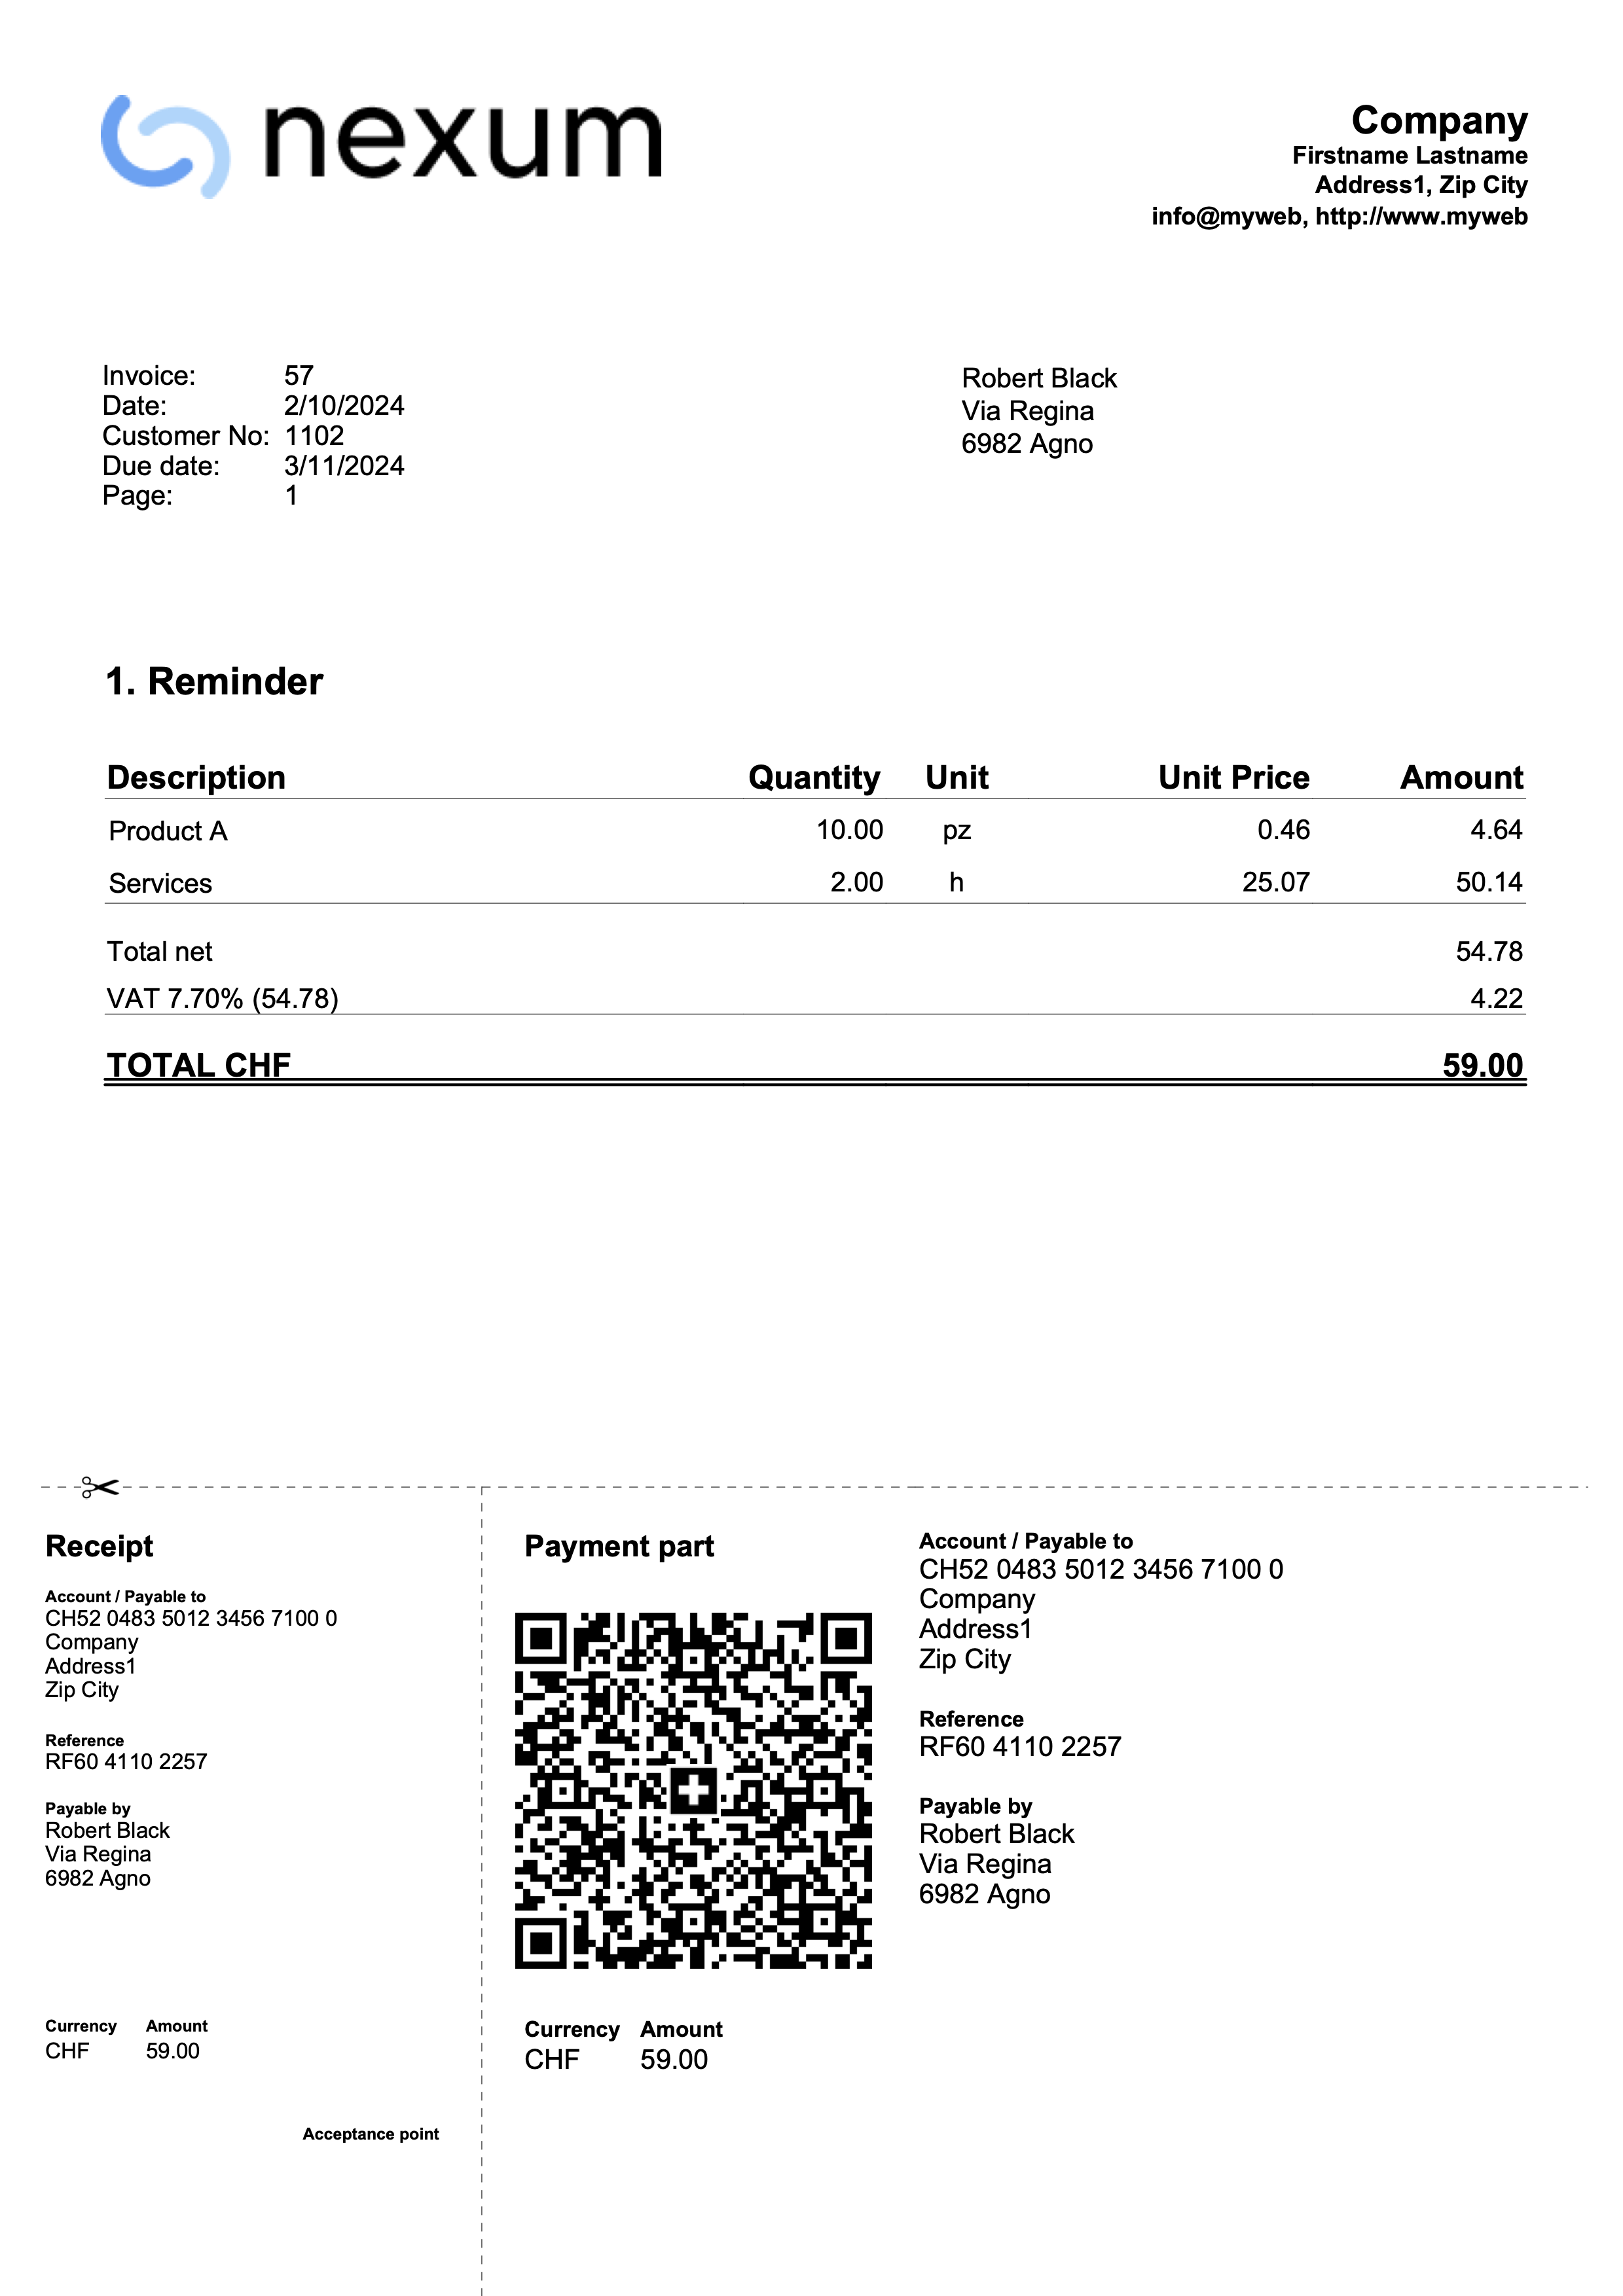 nexum
Company
Firstname Lastname
Address1, Zip City
info@myweb, http://www.myweb
Invoice: 57
Date: 2/10/2024
Customer No: 1102
Due date: 3/11/2024
Page: 1
Robert Black
Via Regina
6982 Agno
1. Reminder
Description Quantity Unit Unit Price Amount
Product A 10.00 pz 0.46 4.64
Services 2.00 h 25.07 50.14
Total net 54.78
VAT 7.70% (54.78) 4.22
TOTAL CHF 59.00
Receipt
Account / Payable to
CH52 0483 5012 3456 7100 0
Company
Address1
Zip City
Reference
RF60 4110 2257
Payable by
Robert Black
Via Regina
6982 Agno
Currency Amount
CHF 59.00
Acceptance point
Payment part
Currency Amount
CHF 59.00
Account / Payable to
CH52 0483 5012 3456 7100 0
Company
Address1
Zip City
Reference
RF60 4110 2257
Payable by
Robert Black
Via Regina
6982 Agno